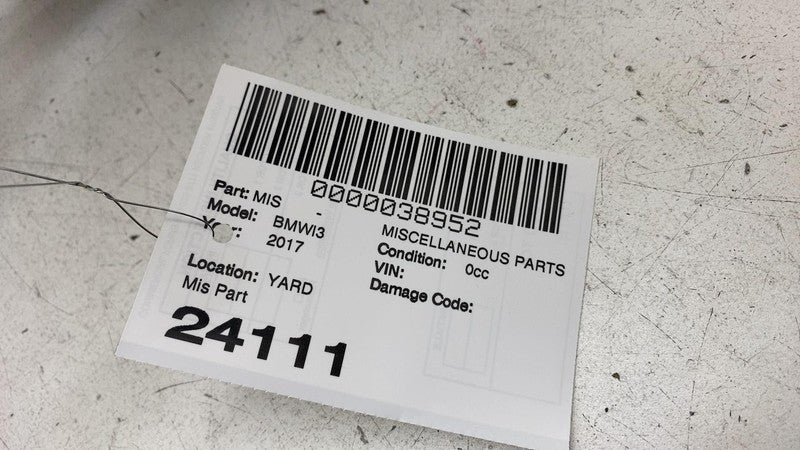 0000038952
Part: MIS - MISCELLANEOUS PARTS
Model: BMWI3 Condition: 0cc
Year: 2017 VIN:
Damage Code:
Location: YARD
Mis Part
24111